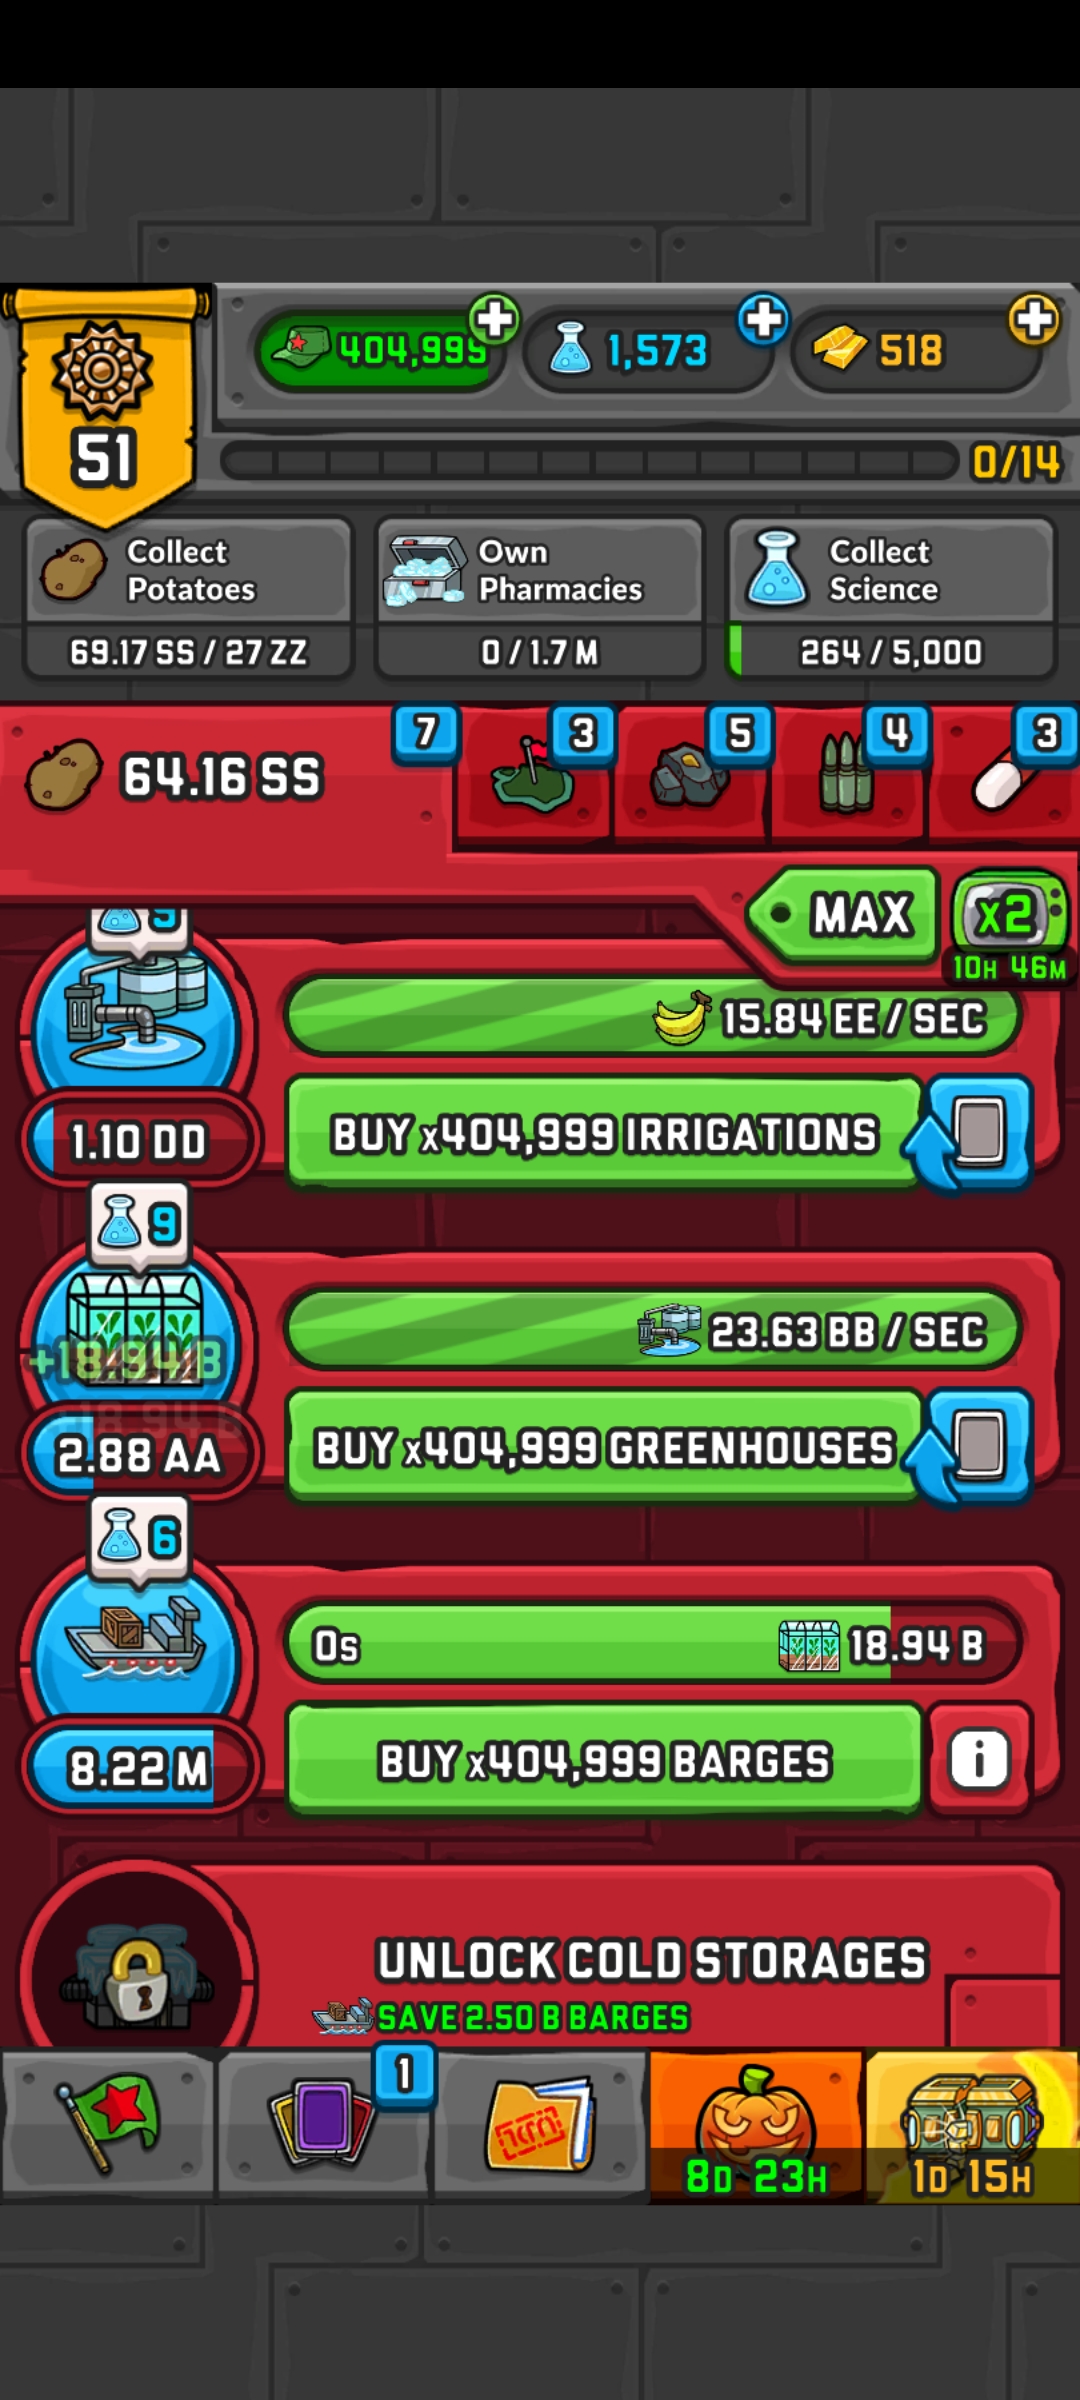 404,999
1,573
518
51
0/14
Collect
Potatoes
69.17 SS / 27 ZZ
Own
Pharmacies
0 / 1.7 M
Collect
Science
264 / 5,000
64.16 SS
7
3
5
4
3
MAX
x2
10H 46M
15.84 EE / SEC
1.10 DD
BUY x404,999 IRRIGATIONS
9
23.63 BB / SEC
+18.94 B
+18.94 B
2.88 AA
BUY x404,999 GREENHOUSES
6
0s
18.94 B
8.22 M
BUY x404,999 BARGES
i
UNLOCK COLD STORAGES
SAVE 2.50 B BARGES
1
8D 23H
1D 15H